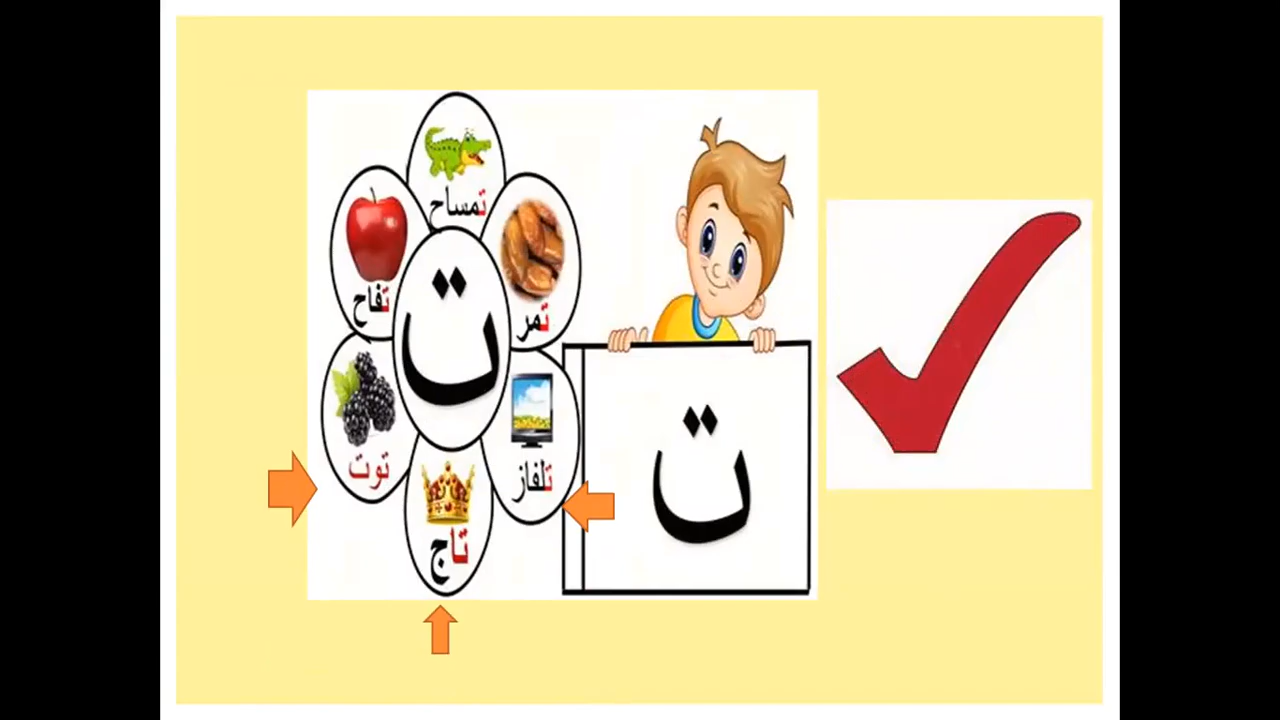 تمساح
تمر
تفاح
ت
تلفاز
توت
تاج
ت